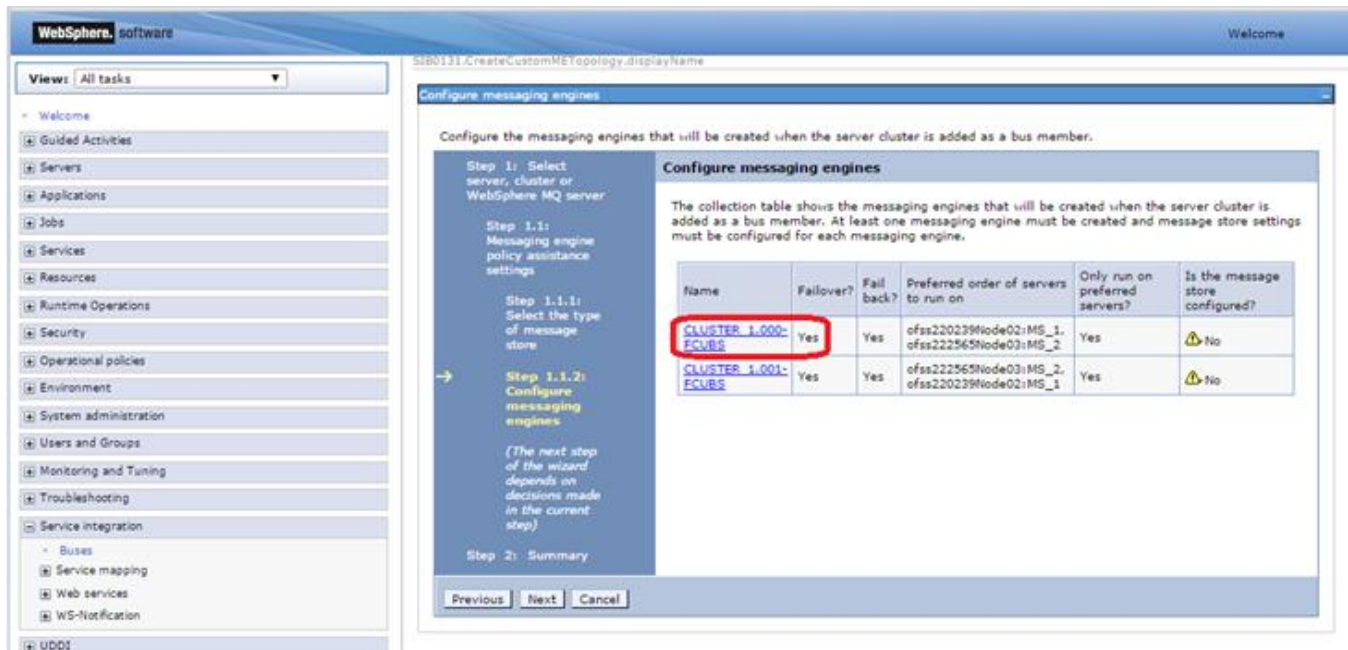 WebSphere. software
Welcome
View: All tasks
Welcome
Guided Activities
Servers
Applications
Jobs
Services
Resources
Runtime Operations
Security
Operational policies
Environment
System administration
Users and Groups
Monitoring and Tuning
Troubleshooting
Service integration
Buses
Service mapping
Web services
WS-Notification
UDDI
SIB0131.CreateCustomMETopology.displayName
Configure messaging engines
Configure the messaging engines that will be created when the server cluster is added as a bus member.
Step 1: Select
server, cluster or
WebSphere MQ server
Step 1.1:
Messaging engine
policy assistance
settings
Step 1.1.1:
Select the type
of message
store
Step 1.1.2:
Configure
messaging
engines
(The next step
of the wizard
depends on
decisions made
in the current
step)
Step 2: Summary
Configure messaging engines
The collection table shows the messaging engines that will be created when the server cluster is
added as a bus member. At least one messaging engine must be created and message store settings
must be configured for each messaging engine.
Name
Failover?
Fail
back?
Preferred order of servers
to run on
Only run on
preferred
servers?
Is the message
store
configured?
CLUSTER_1.000-
FCUBS
Yes
Yes
ofss220239Node02:MS_1,
ofss222565Node03:MS_2
Yes
No
CLUSTER_1.001-
FCUBS
Yes
Yes
ofss222565Node03:MS_2,
ofss220239Node02:MS_1
Yes
No
Previous Next Cancel